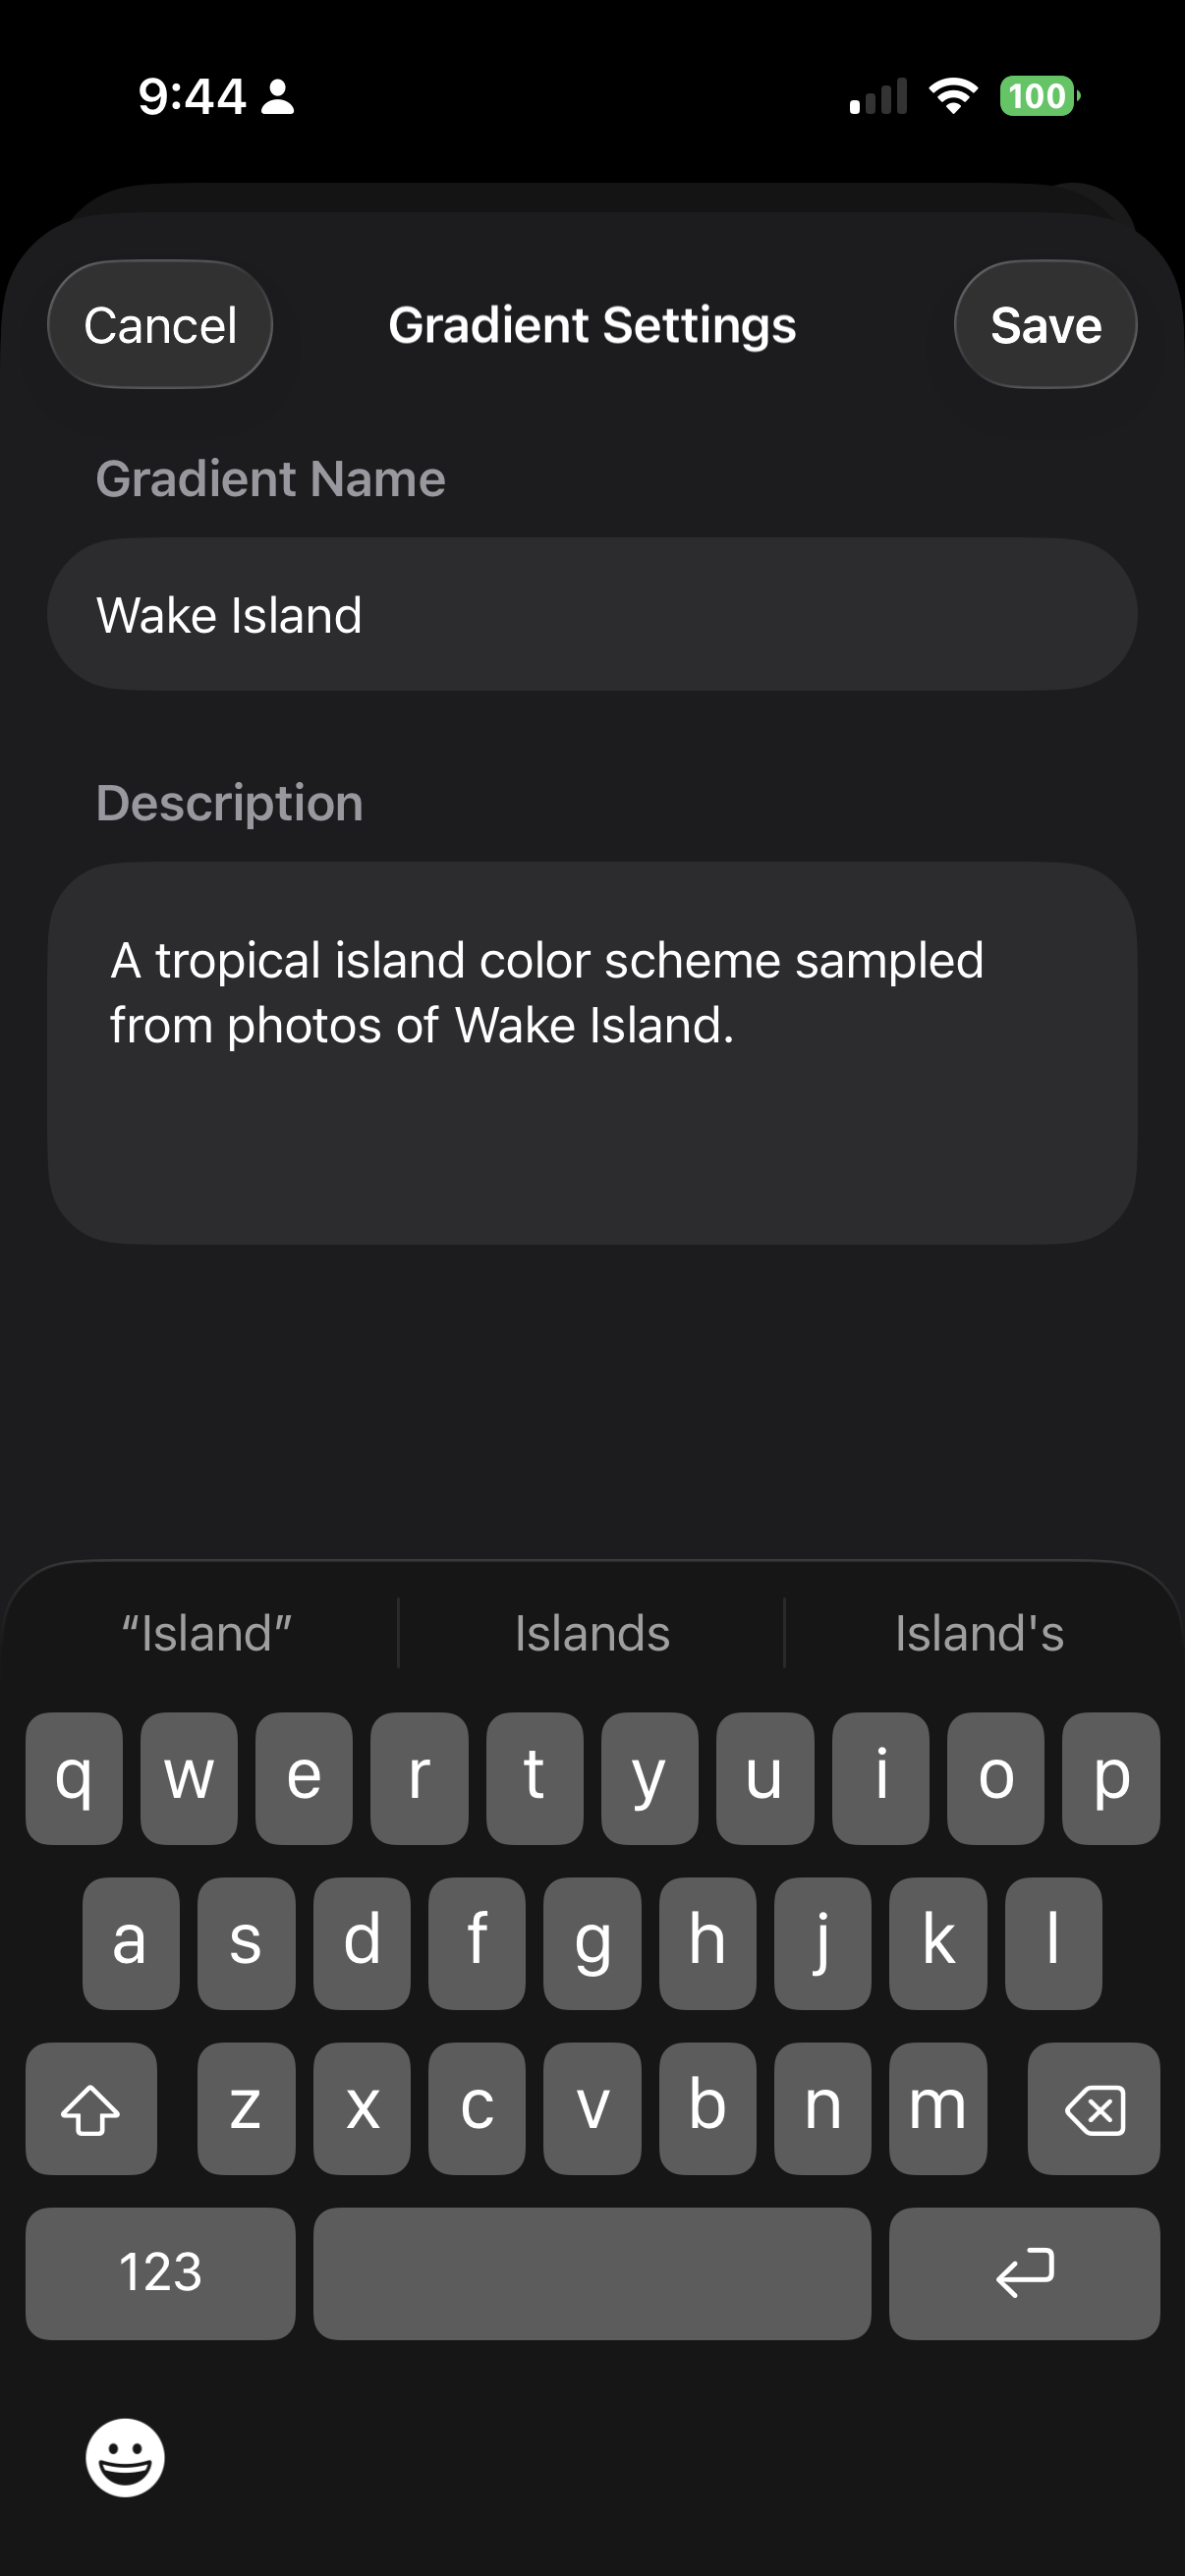 9:44
100
Cancel
Gradient Settings
Save
Gradient Name
Wake Island
Description
A tropical island color scheme sampled
from photos of Wake Island.
“Island”
Islands
Island's
q w e r t y u i o p
a s d f g h j k l
z x c v b n m
123